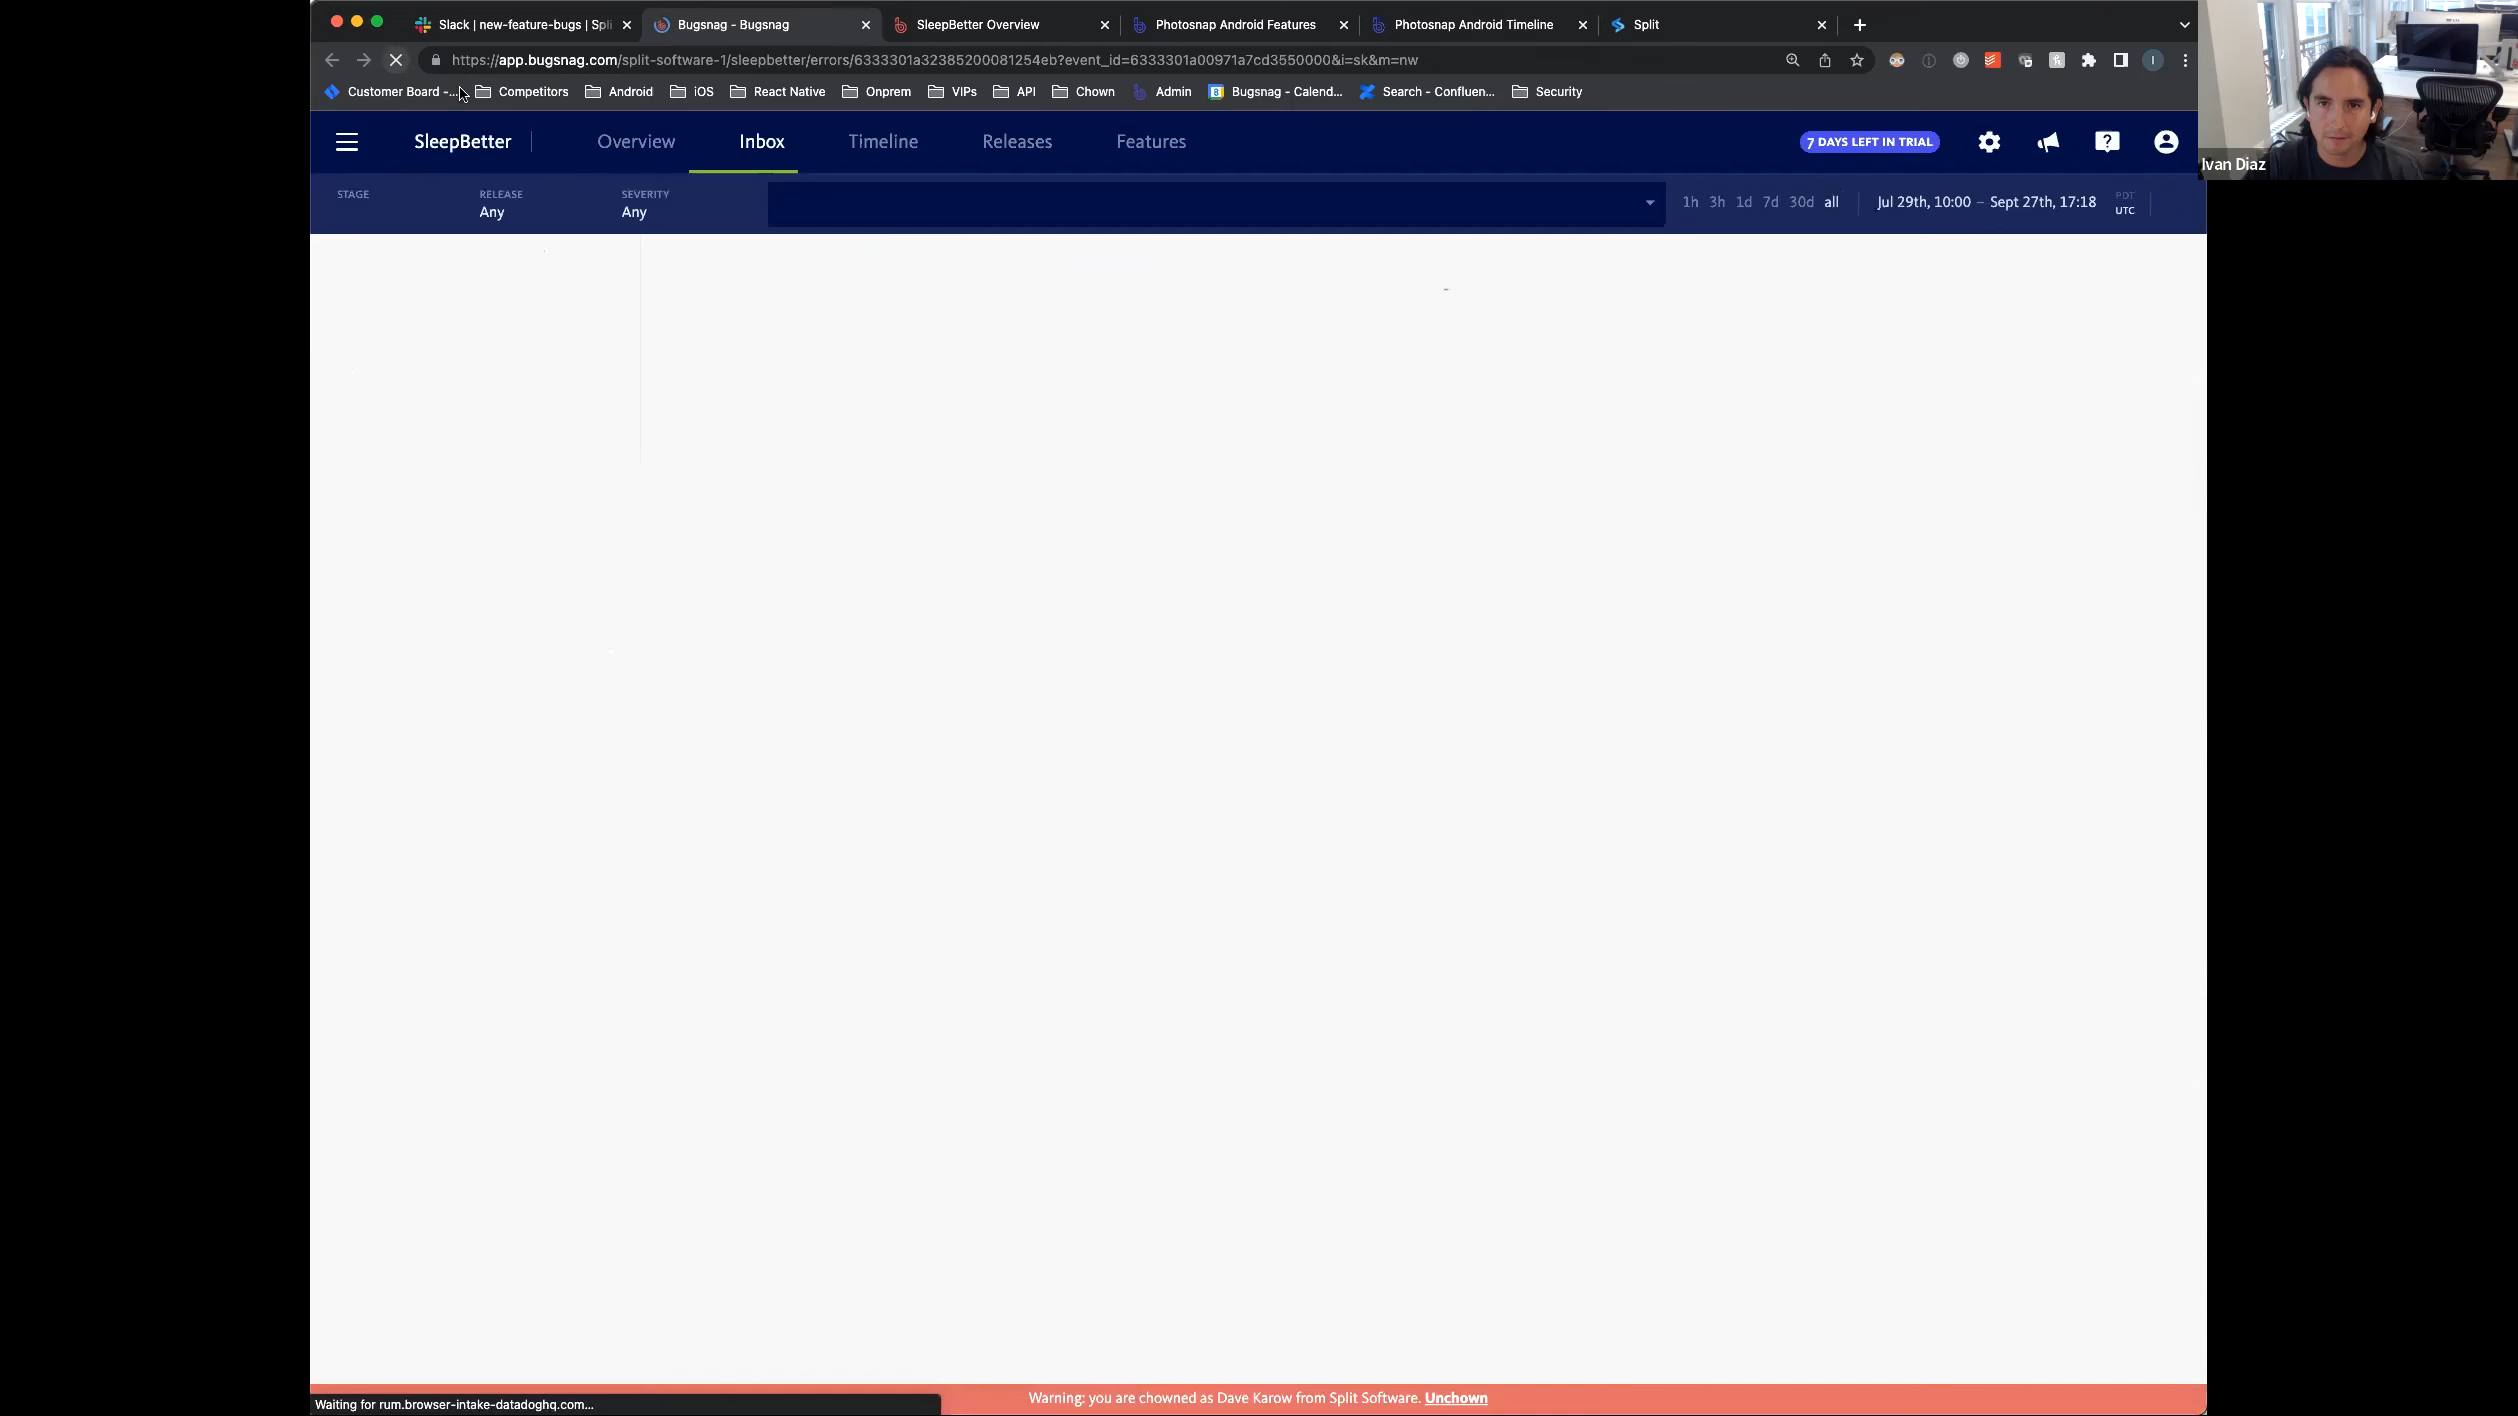 Slack | new-feature-bugs | Spli
Bugsnag - Bugsnag
SleepBetter Overview
Photosnap Android Features
Photosnap Android Timeline
Split
https://app.bugsnag.com/split-software-1/sleepbetter/errors/6333301a32385200081254eb?event_id=6333301a00971a7cd3550000&i=sk&m=nw
Customer Board -...
Competitors
Android
iOS
React Native
Onprem
VIPs
API
Chown
Admin
Bugsnag - Calend...
Search - Confluen...
Security
SleepBetter
Overview
Inbox
Timeline
Releases
Features
7 DAYS LEFT IN TRIAL
Ivan Diaz
STAGE
RELEASE
Any
SEVERITY
Any
1h 3h 1d 7d 30d all
Jul 29th, 10:00 – Sept 27th, 17:18
PDT
UTC
Warning: you are chowned as Dave Karow from Split Software. Unchown
Waiting for rum.browser-intake-datadoghq.com...